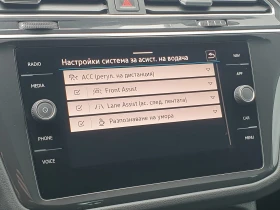 Настройки система за асист. на водача
ACC (регул. на дистанция)
Front Assist
Lane Assist (ас. след. лентата)
Разпознаване на умора
RADIO
MEDIA
PHONE
VOICE
NAV
APP
CAR
MENU